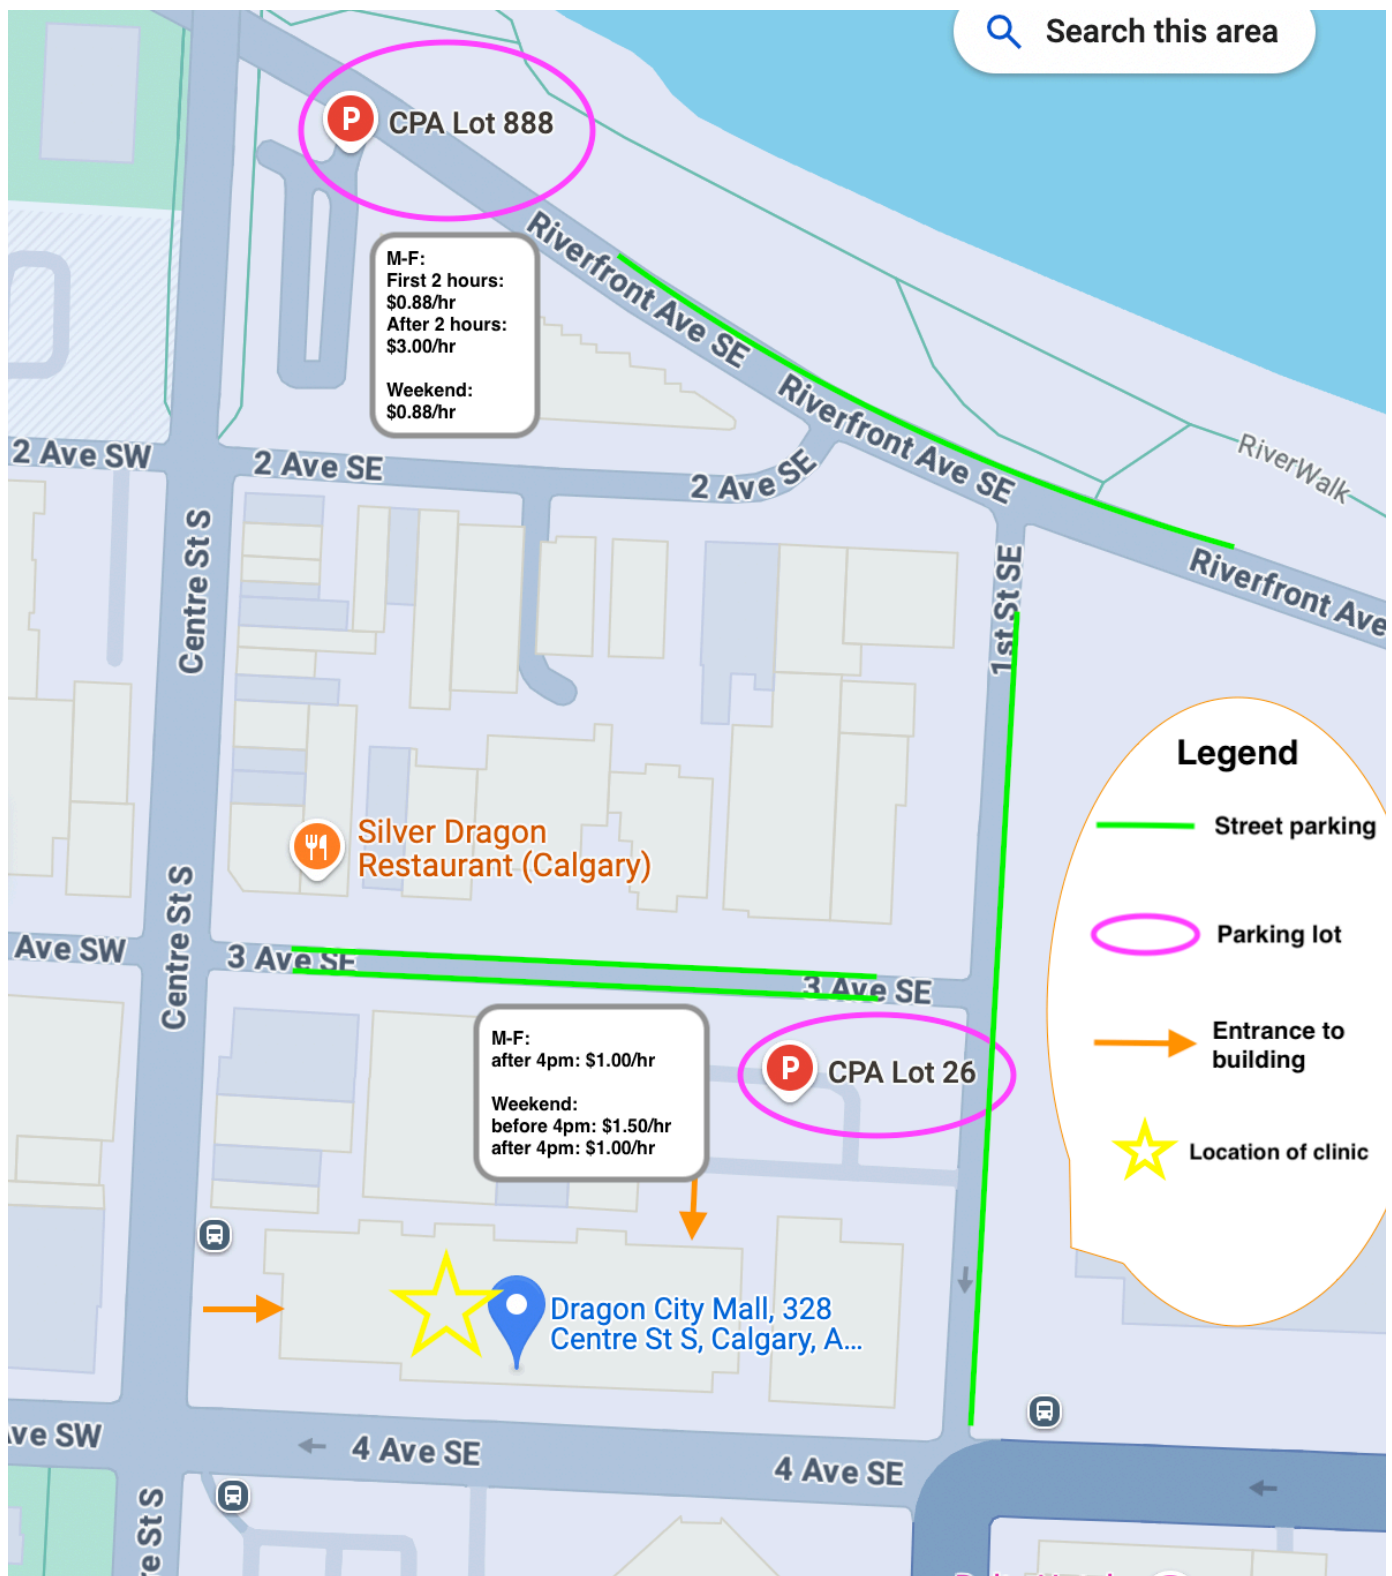 Search this area
P
CPA Lot 888
Riverfront Ave SE
M-F:
First 2 hours:
$0.88/hr
After 2 hours:
$3.00/hr
Weekend:
$0.88/hr
Riverfront Ave SE
RiverWalk
2 Ave SW
2 Ave SE
2 Ave SE
Centre St S
1st St SE
Riverfront Ave
Legend
Street parking
Silver Dragon
Restaurant (Calgary)
Centre St S
Parking lot
Ave SW
3 Ave SE
3 Ave SE
M-F:
after 4pm: $1.00/hr
Weekend:
before 4pm: $1.50/hr
after 4pm: $1.00/hr
P
CPA Lot 26
Entrance to
building
Location of clinic
Dragon City Mall, 328
Centre St S, Calgary, A...
ve SW
4 Ave SE
4 Ave SE
re St S